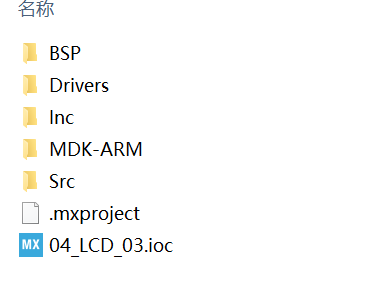 名称
BSP
Drivers
Inc
MDK-ARM
Src
.mxproject
MX 04_LCD_03.ioc